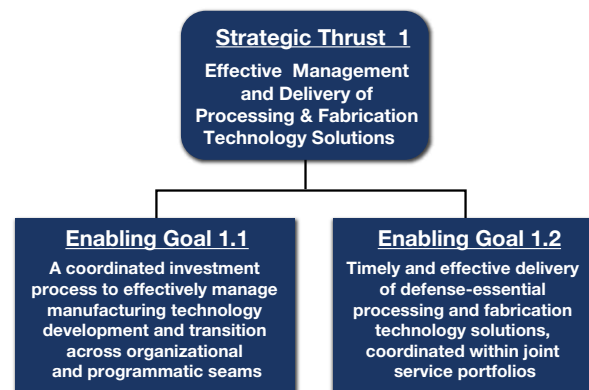 Strategic Thrust 1
Effective Management
and Delivery of
Processing & Fabrication
Technology Solutions
Enabling Goal 1.1
A coordinated investment
process to effectively manage
manufacturing technology
development and transition
across organizational
and programmatic seams
Enabling Goal 1.2
Timely and effective delivery
of defense-essential
processing and fabrication
technology solutions,
coordinated within joint
service portfolios